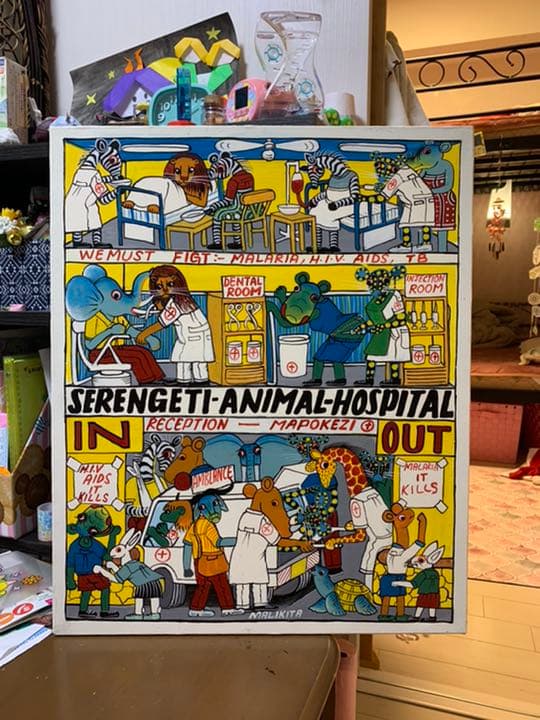 WE MUST FIGT:- MALARIA, H.I.V. AIDS, TB
DENTAL
ROOM
INJECTION
ROOM
SERENGETI-ANIMAL-HOSPITAL
IN
RECEPTION — MAPOKEZI
OUT
H.I.V
AIDS
IT
KILLS
AMBLANCE
MALARIA
IT
KILLS
MALIKITA